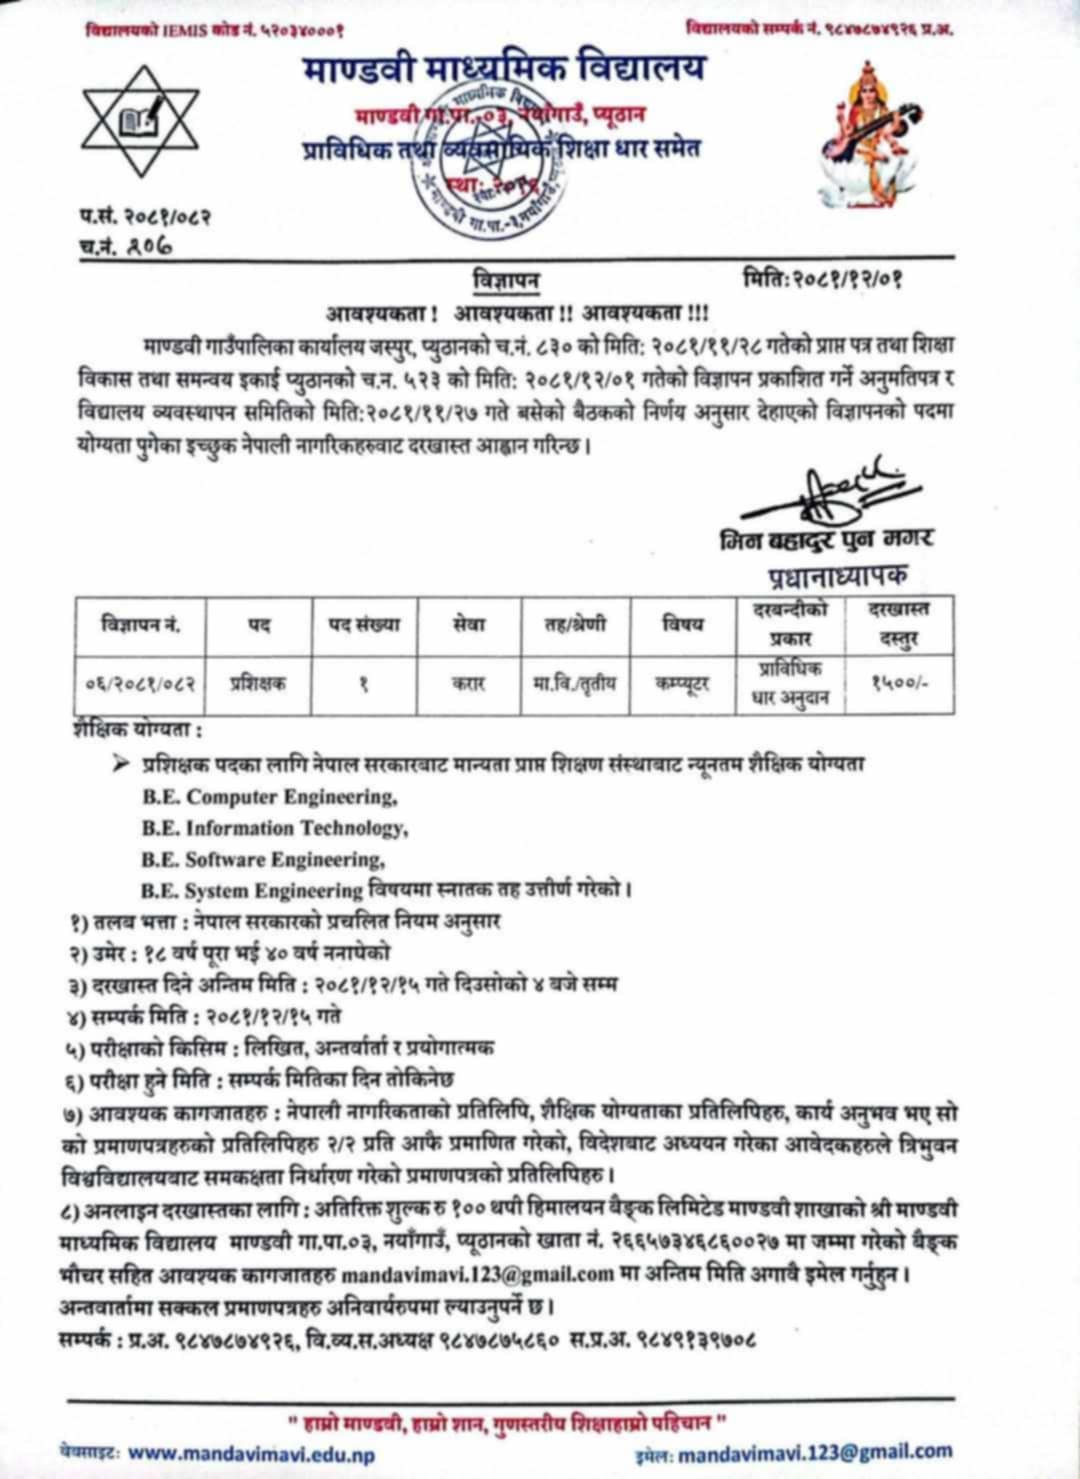 विद्यालयको IEMIS कोड नं. ५२०३४०००१
विद्यालयको सम्पर्क नं. ९८४७८७४९२६ प्र.अ.
माण्डवी माध्यमिक विद्यालय
माण्डवी गा.पा.-०३, नयाँगाउँ, प्यूठान
प्राविधिक तथा व्यवसायिक शिक्षा धार समेत
स्था:
प.सं. २०८१/०८२
च.नं. २०७
विज्ञापन
मिति:२०८१/१२/०१
आवश्यकता ! आवश्यकता !! आवश्यकता !!!
माण्डवी गाउँपालिका कार्यालय जस्पुर, प्यूठानको च.नं. ८३० को मिति: २०८१/११/२८ गतेको प्राप्त पत्र तथा शिक्षा
विकास तथा समन्वय इकाई प्यूठानको च.न. ५२३ को मिति: २०८१/१२/०१ गतेको विज्ञापन प्रकाशित गर्ने अनुमतिपत्र र
विद्यालय व्यवस्थापन समितिको मिति:२०८१/११/२७ गते बसेको बैठकको निर्णय अनुसार देहाएको विज्ञापनको पदमा
योग्यता पुगेका इच्छुक नेपाली नागरिकहरुबाट दरखास्त आह्वान गरिन्छ ।
मिन बहादुर पुन मगर
प्रधानाध्यापक
विज्ञापन नं. पद पद संख्या सेवा तह/श्रेणी विषय दरबन्दीको प्रकार दरखास्त दस्तुर
०६/२०८१/०८२ प्रशिक्षक १ करार मा.वि./तृतीय कम्प्यूटर प्राविधिक धार अनुदान १५००/-
शैक्षिक योग्यता :
➢ प्रशिक्षक पदका लागि नेपाल सरकारबाट मान्यता प्राप्त शिक्षण संस्थाबाट न्यूनतम शैक्षिक योग्यता
B.E. Computer Engineering,
B.E. Information Technology,
B.E. Software Engineering,
B.E. System Engineering विषयमा स्नातक तह उत्तीर्ण गरेको ।
१) तलब भत्ता : नेपाल सरकारको प्रचलित नियम अनुसार
२) उमेर : १८ वर्ष पूरा भई ४० वर्ष ननाघेको
३) दरखास्त दिने अन्तिम मिति : २०८१/१२/१५ गते दिउसोको ४ बजे सम्म
४) सम्पर्क मिति : २०८१/१२/१५ गते
५) परीक्षाको किसिम : लिखित, अन्तर्वार्ता र प्रयोगात्मक
६) परीक्षा हुने मिति : सम्पर्क मितिका दिन तोकिनेछ
७) आवश्यक कागजातहरु : नेपाली नागरिकताको प्रतिलिपि, शैक्षिक योग्यताका प्रतिलिपिहरु, कार्य अनुभव भए सो
को प्रमाणपत्रहरुको प्रतिलिपिहरु २/२ प्रति आफै प्रमाणित गरेको, विदेशबाट अध्ययन गरेका आवेदकहरुले त्रिभुवन
विश्वविद्यालयबाट समकक्षता निर्धारण गरेको प्रमाणपत्रको प्रतिलिपिहरु ।
८) अनलाइन दरखास्तका लागि : अतिरिक्त शुल्क रु १०० थपी हिमालयन बैङ्क लिमिटेड माण्डवी शाखाको श्री माण्डवी
माध्यमिक विद्यालय माण्डवी गा.पा.०३, नयाँगाउँ, प्यूठानको खाता नं. २६६५७३४६८६००२७ मा जम्मा गरेको बैङ्क
भौचर सहित आवश्यक कागजातहरु mandavimavi.123@gmail.com मा अन्तिम मिति अगावै इमेल गर्नुहुन ।
अन्तवार्तामा सक्कल प्रमाणपत्रहरु अनिवार्यरुपमा ल्याउनुपर्ने छ ।
सम्पर्क : प्र.अ. ९८४७८७४९२६, वि.व्य.स.अध्यक्ष ९८४७८७५८६० स.प्र.अ. ९८४९१३९७०८
" हाम्रो माण्डवी, हाम्रो शान, गुणस्तरीय शिक्षाहाम्रो पहिचान "
वेवसाइट: www.mandavimavi.edu.np
इमेल: mandavimavi.123@gmail.com